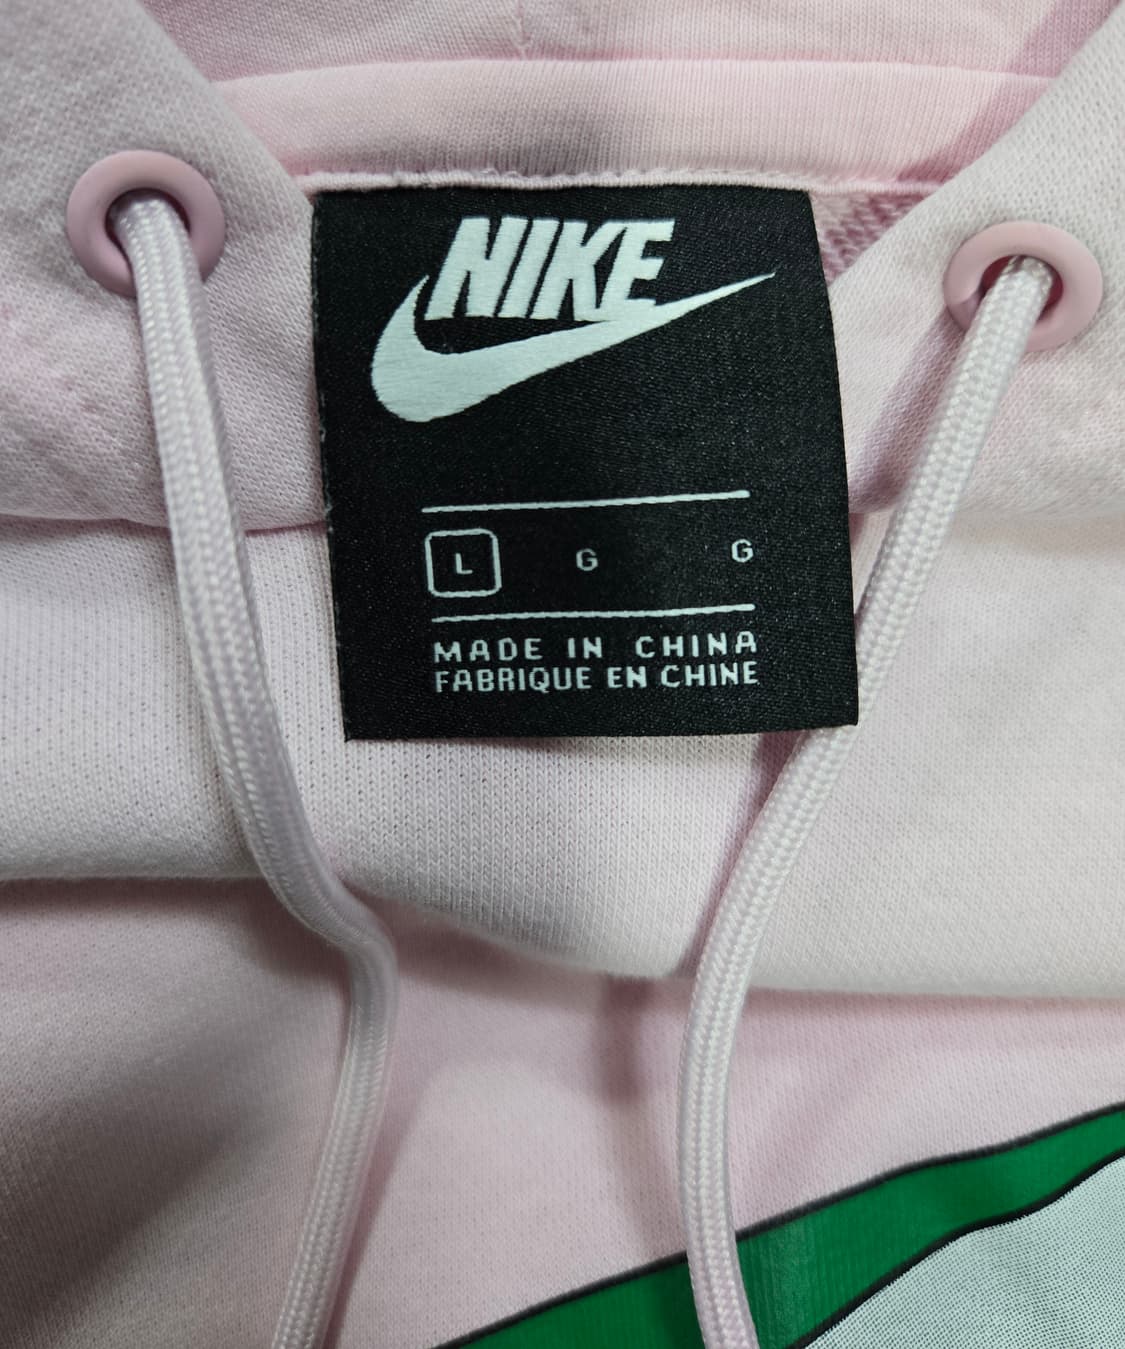 NIKE
L G G
MADE IN CHINA
FABRIQUE EN CHINE